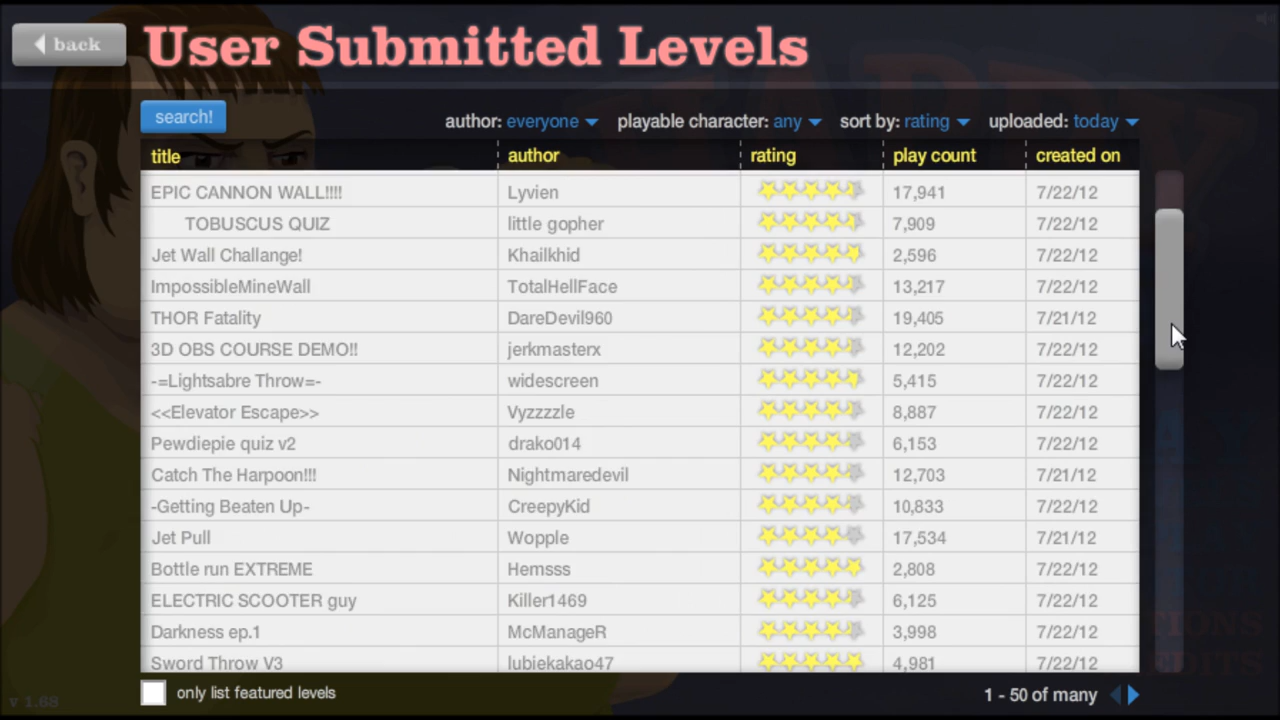 back
User Submitted Levels
search!
author: everyone playable character: any sort by: rating uploaded: today
title author rating play count created on
EPIC CANNON WALL!!!! Lyvien 17,941 7/22/12
TOBUSCUS QUIZ little gopher 7,909 7/22/12
Jet Wall Challange! Khailkhid 2,596 7/22/12
ImpossibleMineWall TotalHellFace 13,217 7/22/12
THOR Fatality DareDevil960 19,405 7/21/12
3D OBS COURSE DEMO!! jerkmasterx 12,202 7/22/12
-=Lightsabre Throw=- widescreen 5,415 7/22/12
<<Elevator Escape>> Vyzzzzle 8,887 7/22/12
Pewdiepie quiz v2 drako014 6,153 7/22/12
Catch The Harpoon!!! Nightmaredevil 12,703 7/21/12
-Getting Beaten Up- CreepyKid 10,833 7/22/12
Jet Pull Wopple 17,534 7/21/12
Bottle run EXTREME Hemsss 2,808 7/22/12
ELECTRIC SCOOTER guy Killer1469 6,125 7/22/12
Darkness ep.1 McManageR 3,998 7/22/12
Sword Throw V3 lubiekakao47 4,981 7/22/12
only list featured levels 1 - 50 of many
v 1.68